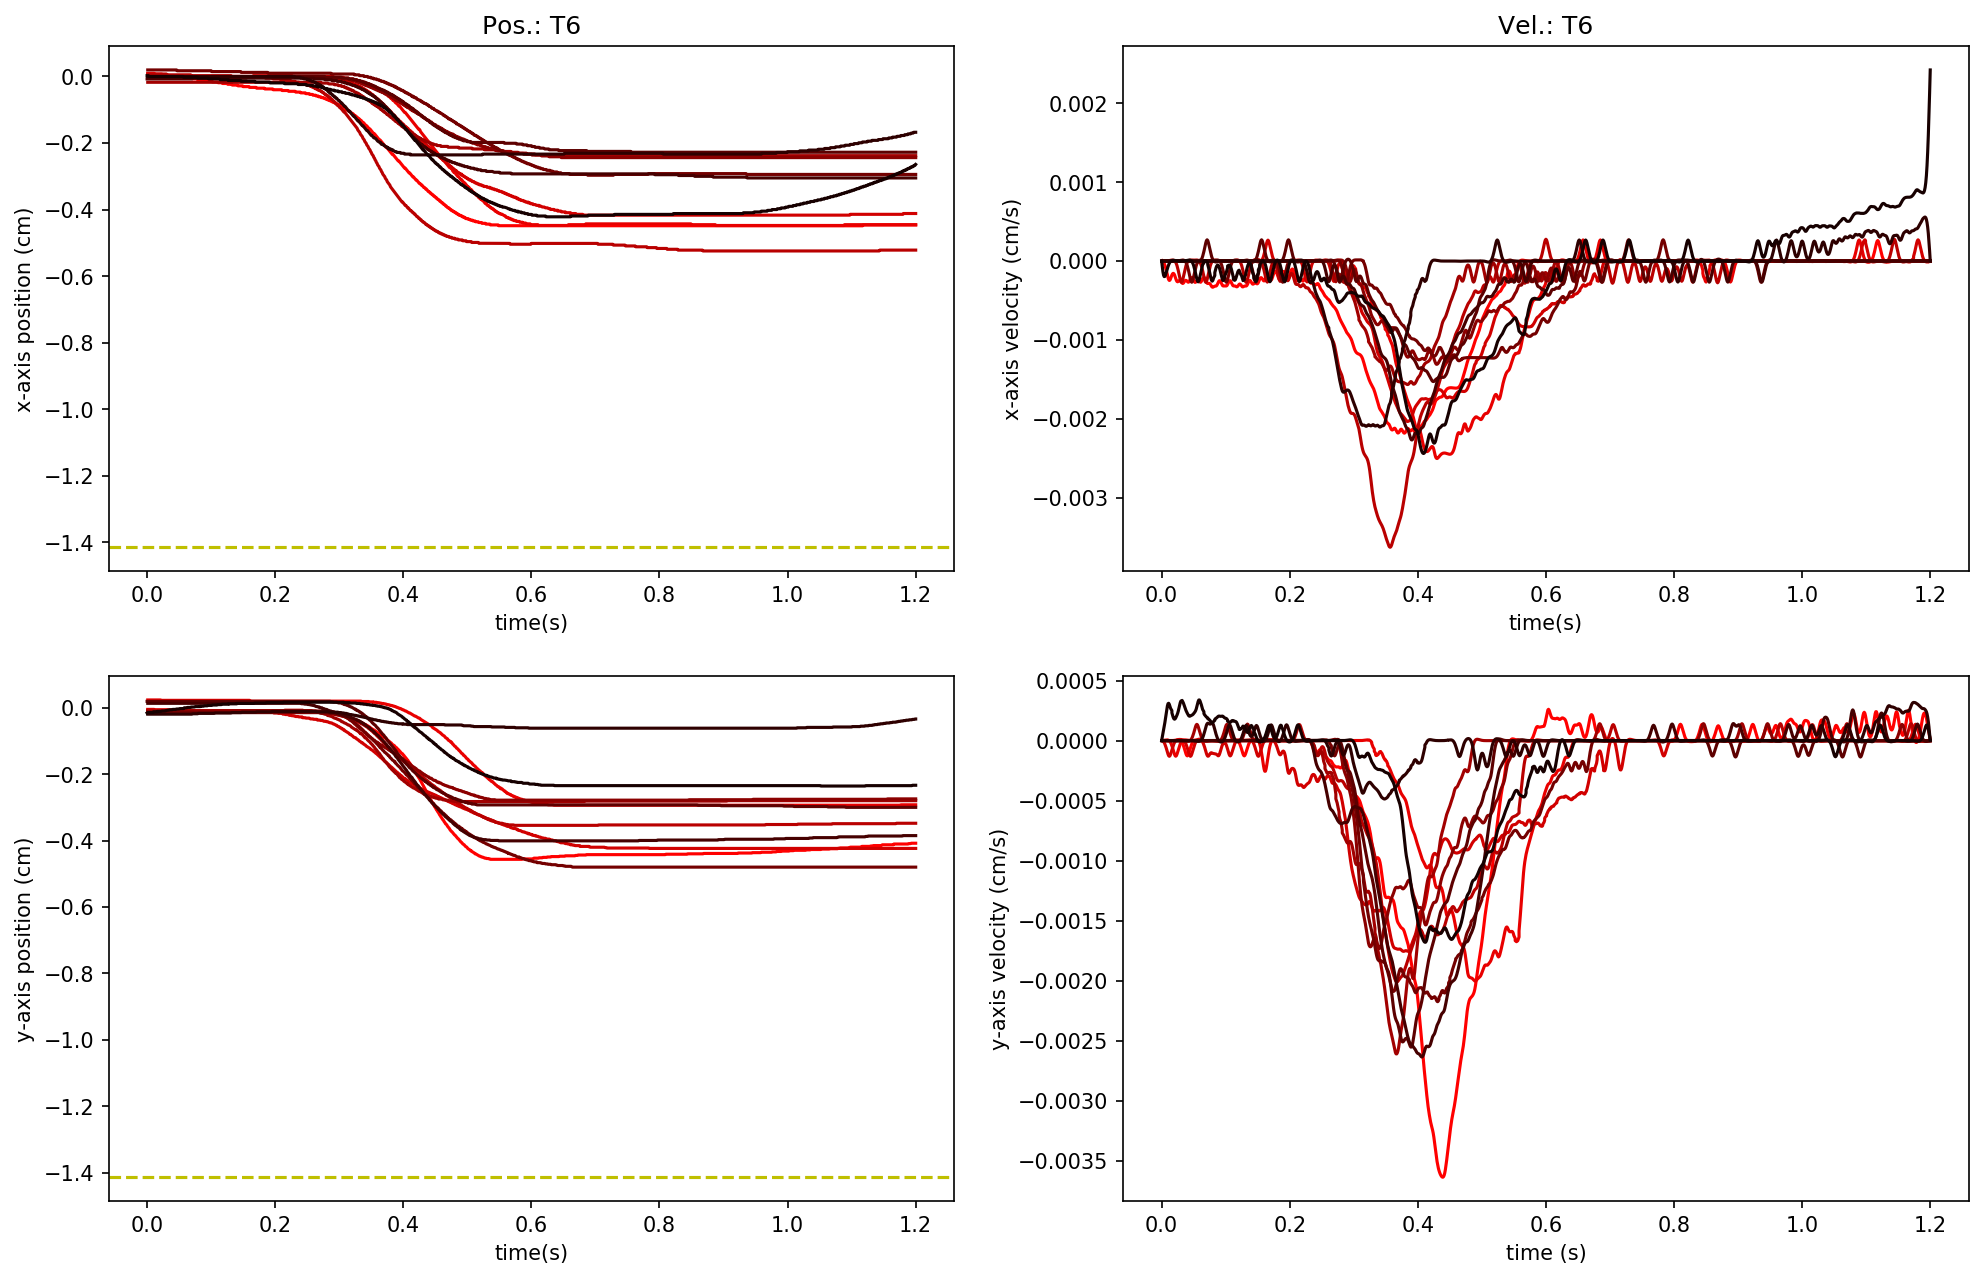 Pos.: T6
Vel.: T6
x-axis position (cm)
0.0
−0.2
−0.4
−0.6
−0.8
−1.0
−1.2
−1.4
0.0 0.2 0.4 0.6 0.8 1.0 1.2
time(s)
x-axis velocity (cm/s)
0.002
0.001
0.000
−0.001
−0.002
−0.003
0.0 0.2 0.4 0.6 0.8 1.0 1.2
time(s)
y-axis position (cm)
0.0
−0.2
−0.4
−0.6
−0.8
−1.0
−1.2
−1.4
0.0 0.2 0.4 0.6 0.8 1.0 1.2
time(s)
y-axis velocity (cm/s)
0.0005
0.0000
−0.0005
−0.0010
−0.0015
−0.0020
−0.0025
−0.0030
−0.0035
0.0 0.2 0.4 0.6 0.8 1.0 1.2
time (s)